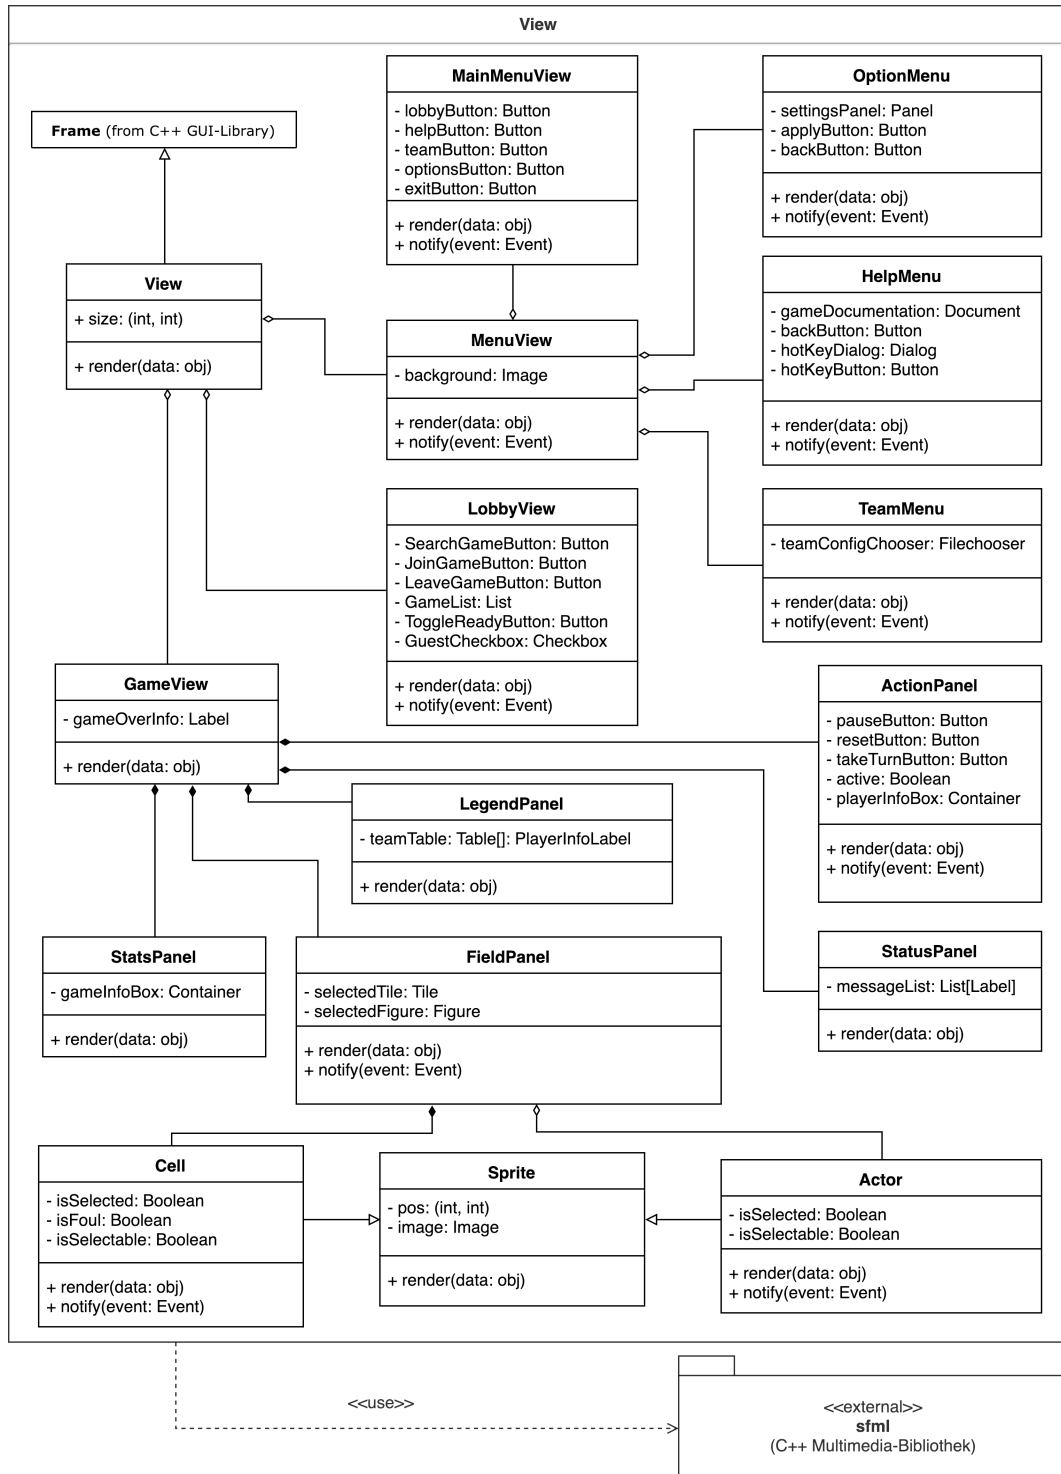 View
Frame (from C++ GUI-Library)
MainMenuView
- lobbyButton: Button
- helpButton: Button
- teamButton: Button
- optionsButton: Button
- exitButton: Button
+ render(data: obj)
+ notify(event: Event)
OptionMenu
- settingsPanel: Panel
- applyButton: Button
- backButton: Button
+ render(data: obj)
+ notify(event: Event)
View
+ size: (int, int)
+ render(data: obj)
MenuView
- background: Image
+ render(data: obj)
+ notify(event: Event)
HelpMenu
- gameDocumentation: Document
- backButton: Button
- hotKeyDialog: Dialog
- hotKeyButton: Button
+ render(data: obj)
+ notify(event: Event)
LobbyView
- SearchGameButton: Button
- JoinGameButton: Button
- LeaveGameButton: Button
- GameList: List
- ToggleReadyButton: Button
- GuestCheckbox: Checkbox
+ render(data: obj)
+ notify(event: Event)
TeamMenu
- teamConfigChooser: Filechooser
+ render(data: obj)
+ notify(event: Event)
GameView
- gameOverInfo: Label
+ render(data: obj)
ActionPanel
- pauseButton: Button
- resetButton: Button
- takeTurnButton: Button
- active: Boolean
- playerInfoBox: Container
+ render(data: obj)
+ notify(event: Event)
LegendPanel
- teamTable: Table[]: PlayerInfoLabel
+ render(data: obj)
StatsPanel
- gameInfoBox: Container
+ render(data: obj)
FieldPanel
- selectedTile: Tile
- selectedFigure: Figure
+ render(data: obj)
+ notify(event: Event)
StatusPanel
- messageList: List[Label]
+ render(data: obj)
Cell
- isSelected: Boolean
- isFoul: Boolean
- isSelectable: Boolean
+ render(data: obj)
+ notify(event: Event)
Sprite
- pos: (int, int)
- image: Image
+ render(data: obj)
Actor
- isSelected: Boolean
- isSelectable: Boolean
+ render(data: obj)
+ notify(event: Event)
<<use>>
<<external>>
sfml
(C++ Multimedia-Bibliothek)